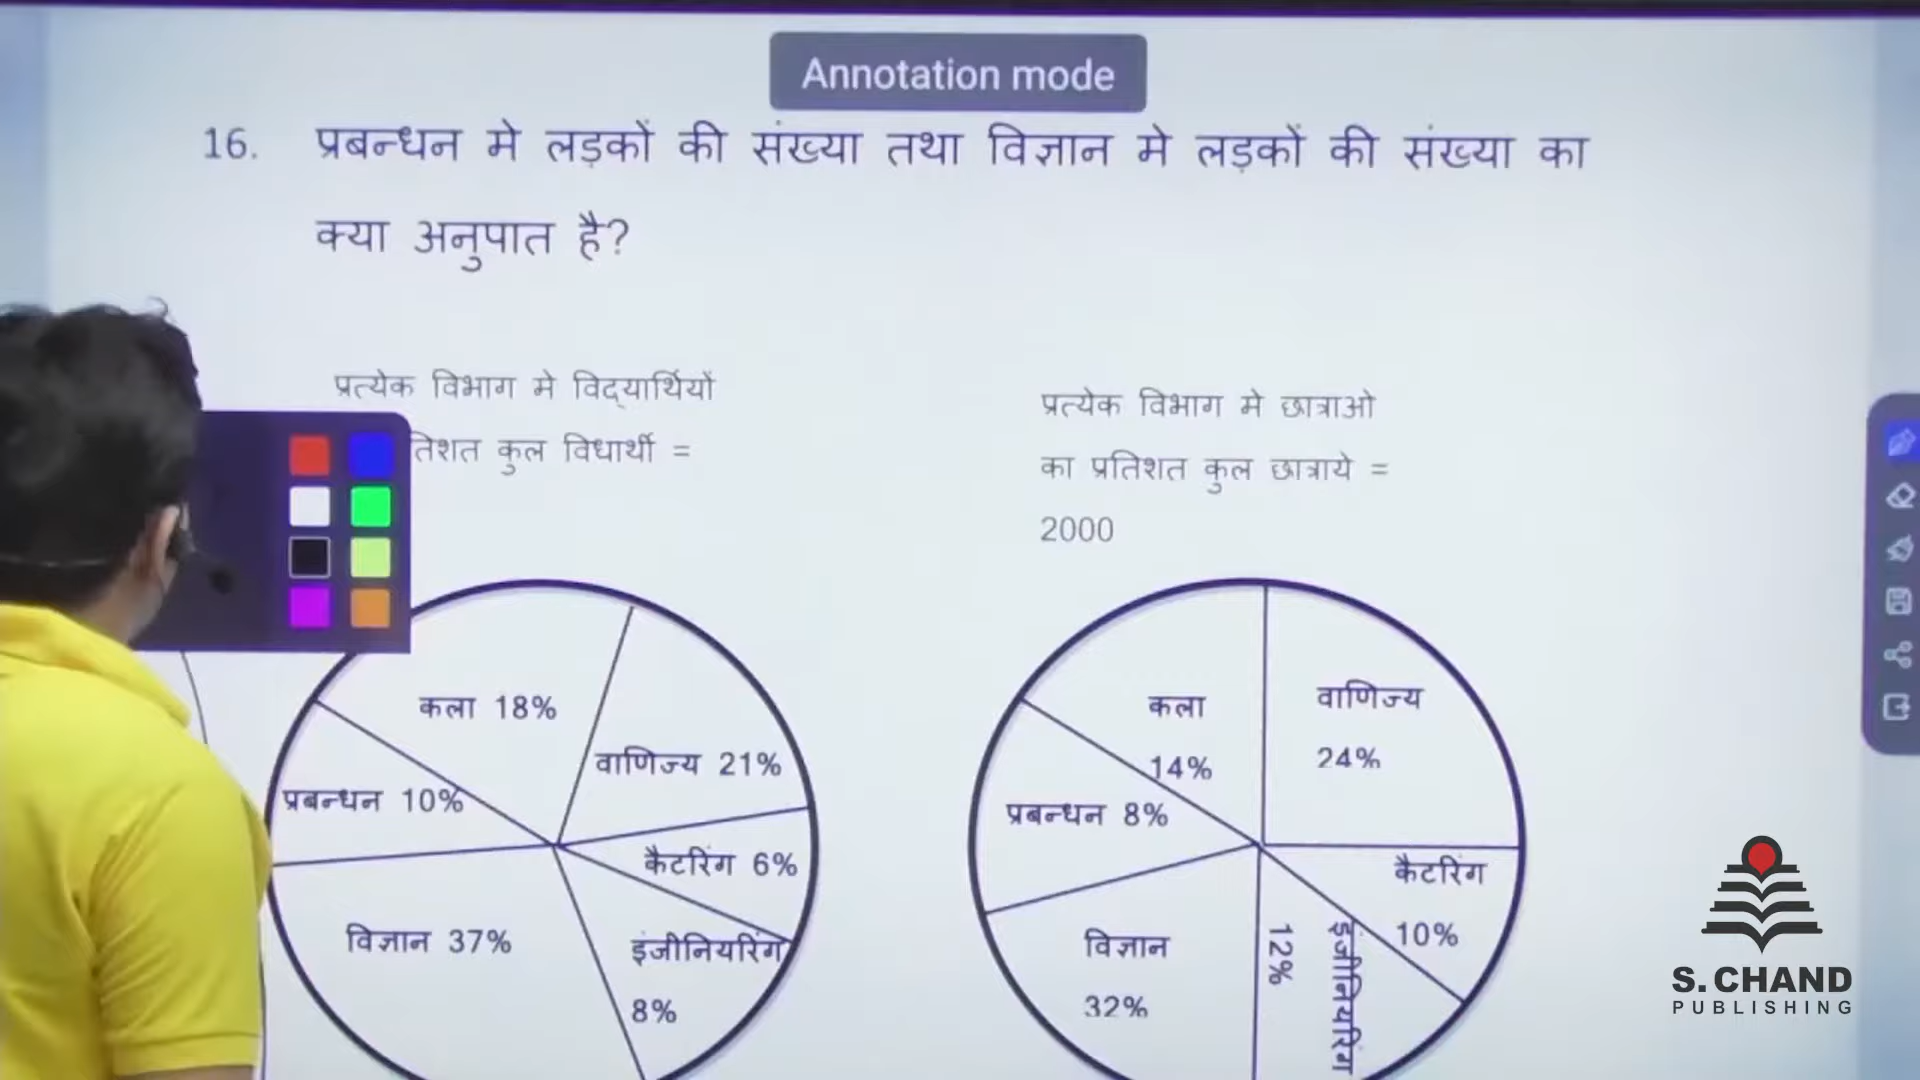 Annotation mode
16. प्रबन्धन मे लड़कों की संख्या तथा विज्ञान मे लड़कों की संख्या का
क्या अनुपात है?
प्रत्येक विभाग मे विद्यार्थियों
तिशत कुल विधार्थी =
प्रत्येक विभाग मे छात्राओ
का प्रतिशत कुल छात्राये =
2000
कला 18%
वाणिज्य 21%
प्रबन्धन 10%
कैटरिंग 6%
विज्ञान 37%
इंजीनियरिंग
8%
कला
14%
वाणिज्य
24%
प्रबन्धन 8%
कैटरिंग
10%
विज्ञान
32%
इंजीनियरिंग
12%
S. CHAND
PUBLISHING